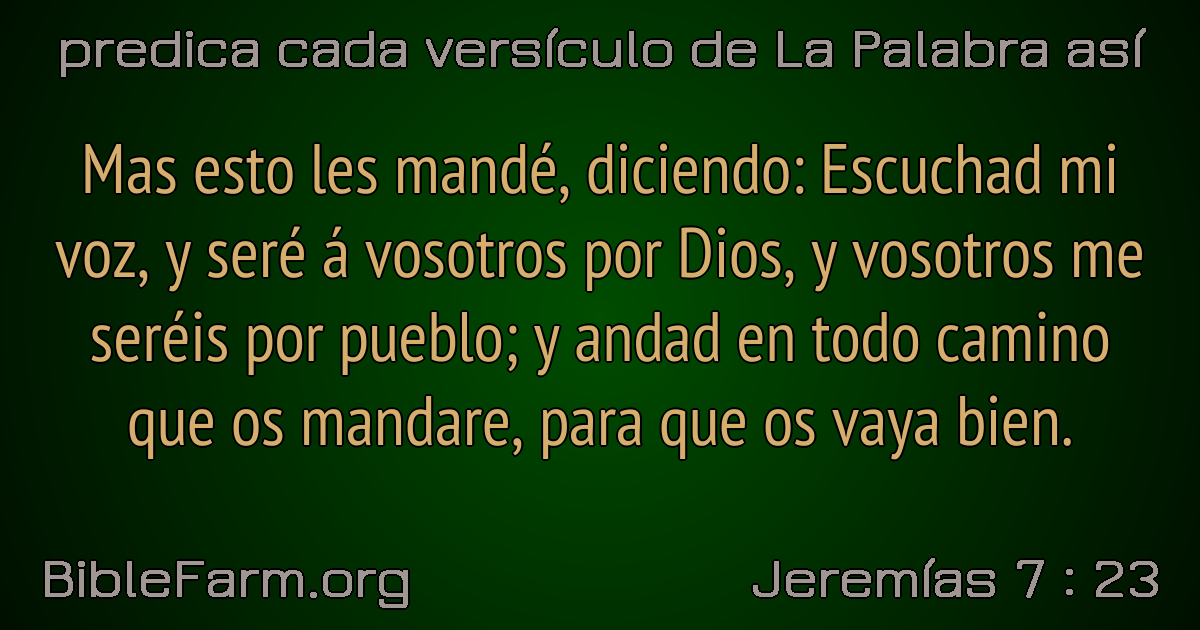 predica cada versículo de La Palabra así
Mas esto les mandé, diciendo: Escuchad mi
voz, y seré á vosotros por Dios, y vosotros me
seréis por pueblo; y andad en todo camino
que os mandare, para que os vaya bien.
BibleFarm.org
Jeremías 7 : 23